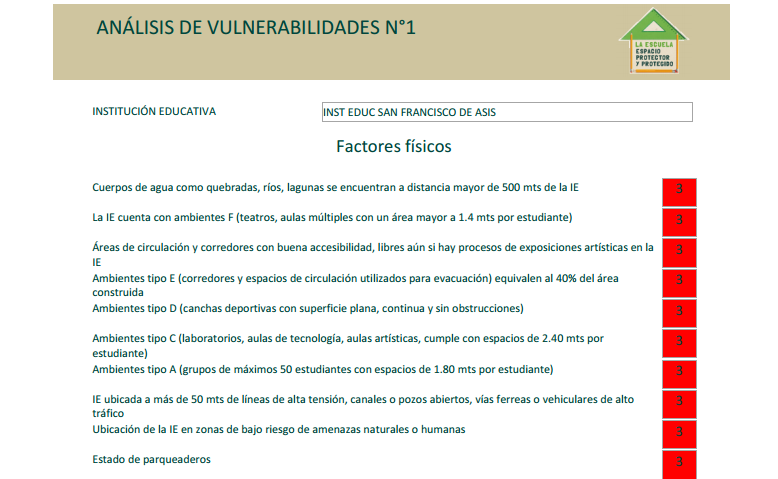 ANÁLISIS DE VULNERABILIDADES N°1
LA ESCUELA
ESPACIO
PROTECTOR
Y PROTEGIDO
INSTITUCIÓN EDUCATIVA
INST EDUC SAN FRANCISCO DE ASIS
Factores físicos
Cuerpos de agua como quebradas, ríos, lagunas se encuentran a distancia mayor de 500 mts de la IE
3
La IE cuenta con ambientes F (teatros, aulas múltiples con un área mayor a 1.4 mts por estudiante)
3
Áreas de circulación y corredores con buena accesibilidad, libres aún si hay procesos de exposiciones artísticas en la
IE
3
Ambientes tipo E (corredores y espacios de circulación utilizados para evacuación) equivalen al 40% del área
construida
3
Ambientes tipo D (canchas deportivas con superficie plana, continua y sin obstrucciones)
3
Ambientes tipo C (laboratorios, aulas de tecnología, aulas artísticas, cumple con espacios de 2.40 mts por
estudiante)
3
Ambientes tipo A (grupos de máximos 50 estudiantes con espacios de 1.80 mts por estudiante)
3
IE ubicada a más de 50 mts de líneas de alta tensión, canales o pozos abiertos, vías ferreas o vehiculares de alto
tráfico
3
Ubicación de la IE en zonas de bajo riesgo de amenazas naturales o humanas
3
Estado de parqueaderos
3